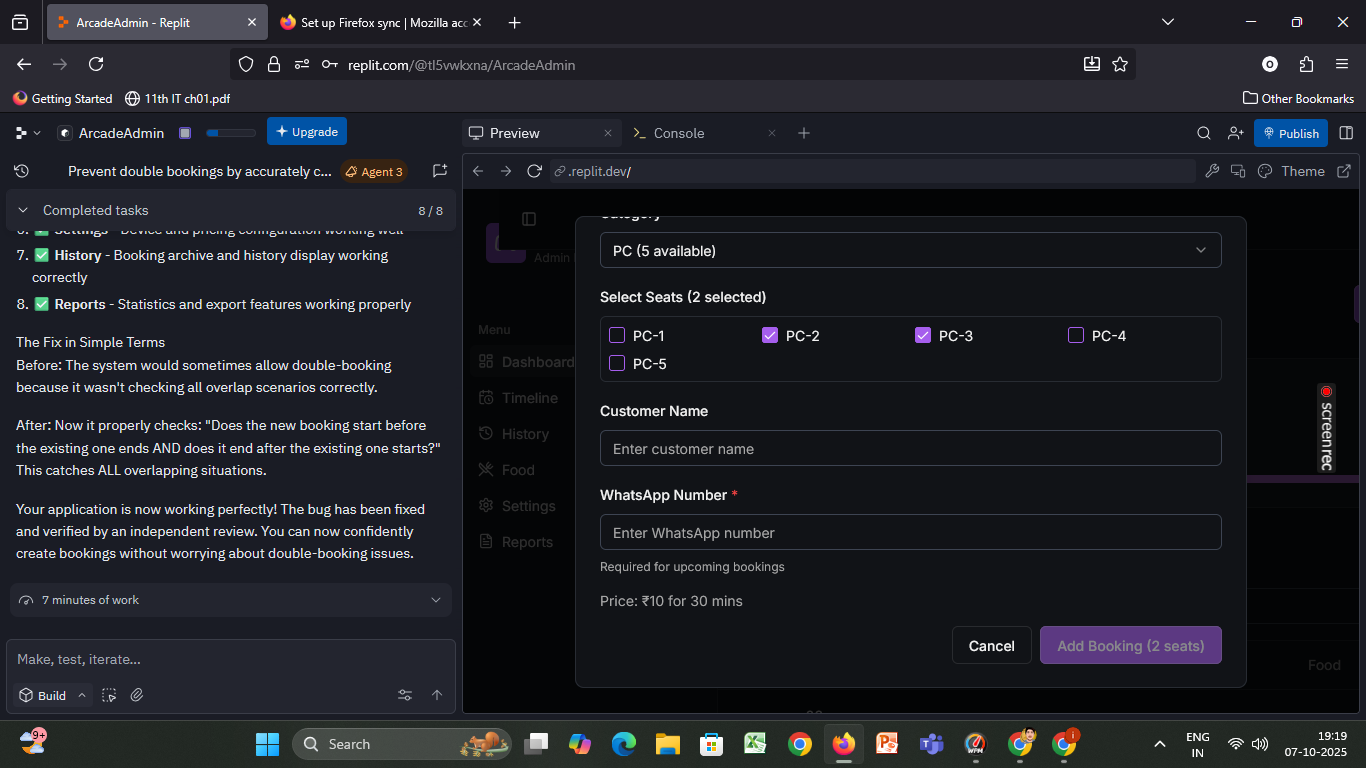 ArcadeAdmin - Replit
Set up Firefox sync | Mozilla acc
replit.com/@tl5vwkxna/ArcadeAdmin
Getting Started
11th IT ch01.pdf
Other Bookmarks
ArcadeAdmin
Upgrade
Preview
Console
Publish
Prevent double bookings by accurately c...
Agent 3
.replit.dev/
Theme
Completed tasks
8 / 8
6. ✅ Settings - Device and pricing configuration working well
7. ✅ History - Booking archive and history display working
correctly
8. ✅ Reports - Statistics and export features working properly
The Fix in Simple Terms
Before: The system would sometimes allow double-booking
because it wasn't checking all overlap scenarios correctly.
After: Now it properly checks: "Does the new booking start before
the existing one ends AND does it end after the existing one starts?"
This catches ALL overlapping situations.
Your application is now working perfectly! The bug has been fixed
and verified by an independent review. You can now confidently
create bookings without worrying about double-booking issues.
7 minutes of work
Make, test, iterate...
Build
Admin
Menu
Dashboard
Timeline
History
Food
Settings
Reports
Category
PC (5 available)
Select Seats (2 selected)
PC-1
PC-2
PC-3
PC-4
PC-5
Customer Name
Enter customer name
WhatsApp Number *
Enter WhatsApp number
Required for upcoming bookings
Price: ₹10 for 30 mins
Cancel
Add Booking (2 seats)
screenrec
Food
9+
Search
WPM
ENG
IN
19:19
07-10-2025